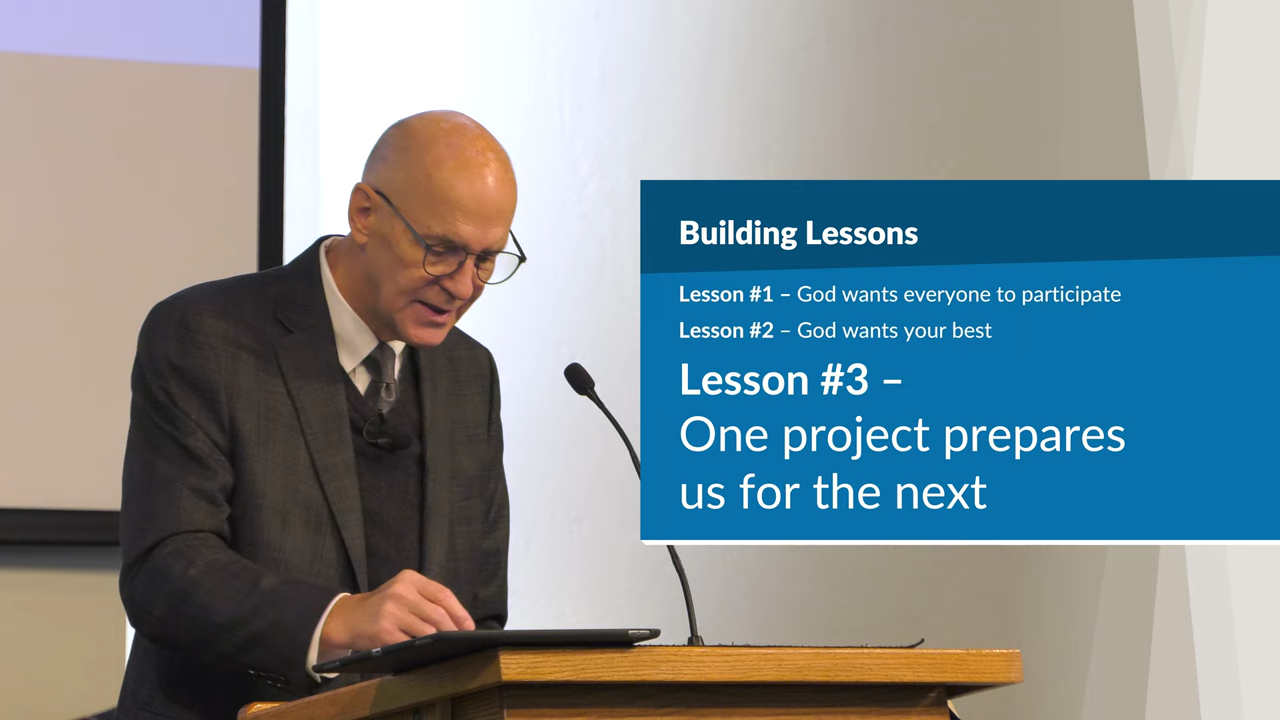 Building Lessons
Lesson #1 – God wants everyone to participate
Lesson #2 – God wants your best
Lesson #3 –
One project prepares
us for the next